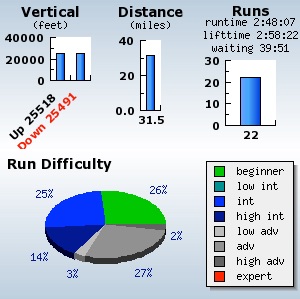 Vertical
(feet)
40000
20000
0
Up 25518
Down 25491
Distance
(miles)
40
20
0
31.5
Runs
runtime 2:48:07
lifttime 2:58:22
waiting 39:51
30
20
10
0
22
Run Difficulty
25%
26%
2%
14%
3%
27%
beginner
low int
int
high int
low adv
adv
high adv
expert